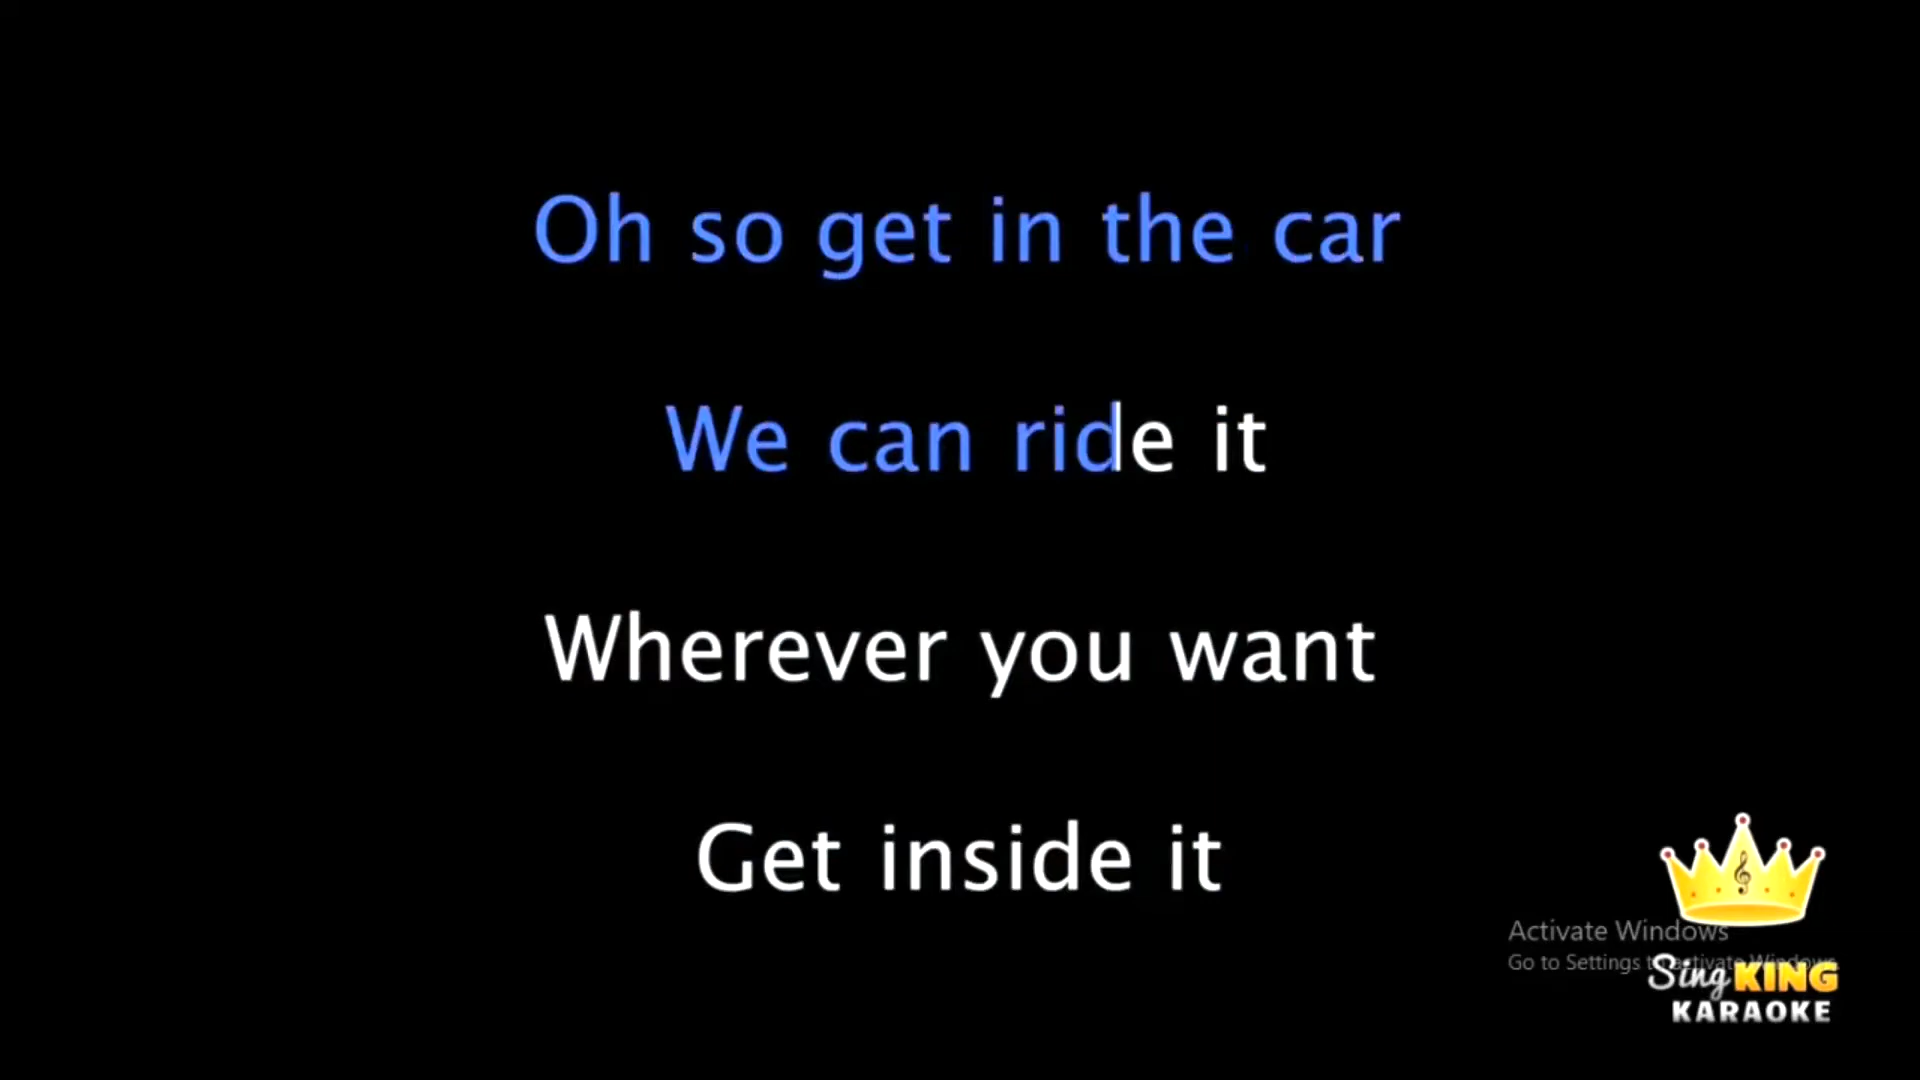 Oh so get in the car
We can ride it
Wherever you want
Get inside it
Activate Windows
Go to Settings to activate Windows.
Sing KING
KARAOKE